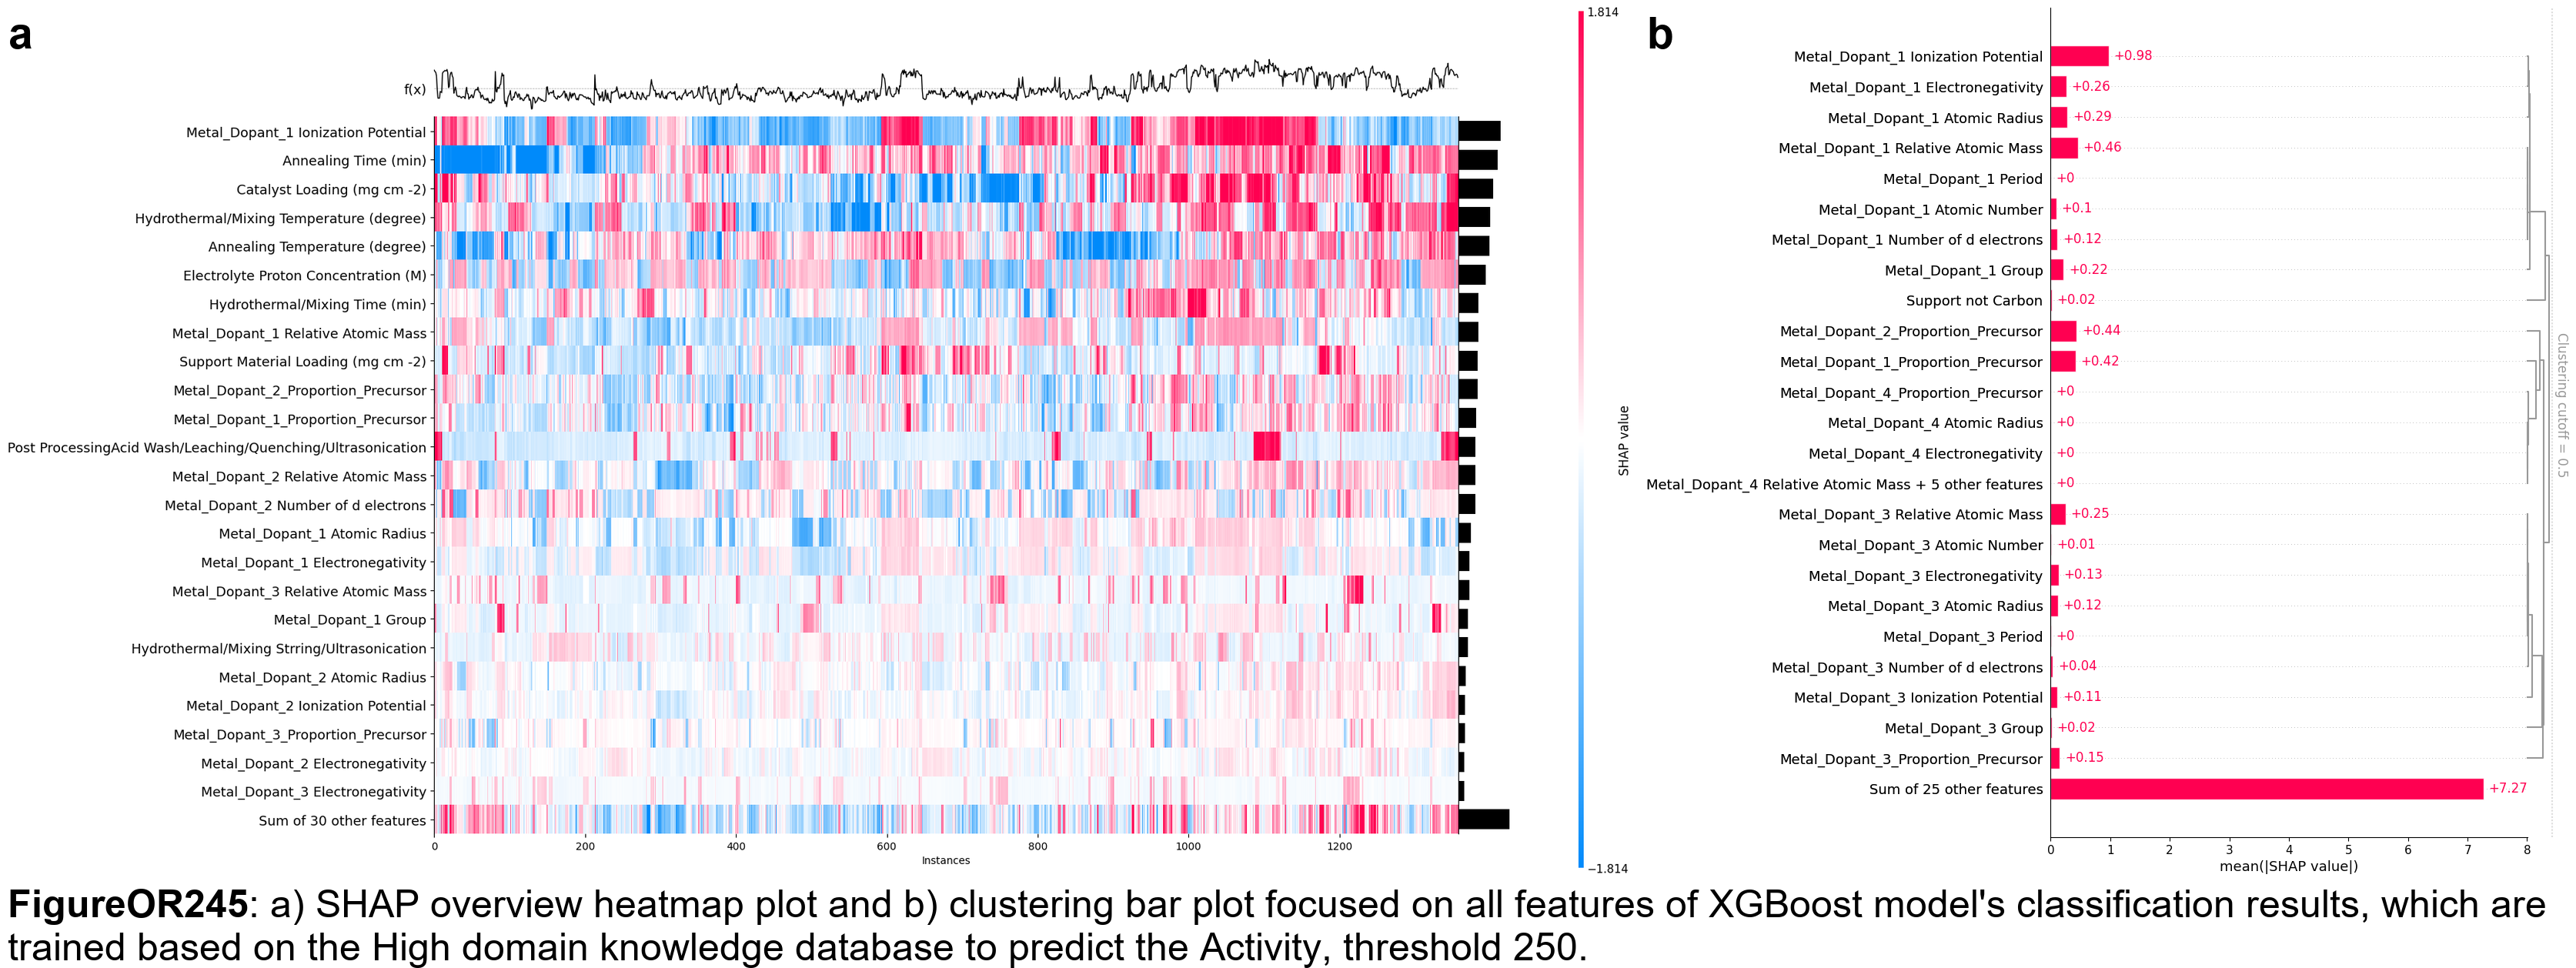 a
f(x)
Metal_Dopant_1 Ionization Potential
Annealing Time (min)
Catalyst Loading (mg cm -2)
Hydrothermal/Mixing Temperature (degree)
Annealing Temperature (degree)
Electrolyte Proton Concentration (M)
Hydrothermal/Mixing Time (min)
Metal_Dopant_1 Relative Atomic Mass
Support Material Loading (mg cm -2)
Metal_Dopant_2_Proportion_Precursor
Metal_Dopant_1_Proportion_Precursor
Post ProcessingAcid Wash/Leaching/Quenching/Ultrasonication
Metal_Dopant_2 Relative Atomic Mass
Metal_Dopant_2 Number of d electrons
Metal_Dopant_1 Atomic Radius
Metal_Dopant_1 Electronegativity
Metal_Dopant_3 Relative Atomic Mass
Metal_Dopant_1 Group
Hydrothermal/Mixing Strring/Ultrasonication
Metal_Dopant_2 Atomic Radius
Metal_Dopant_2 Ionization Potential
Metal_Dopant_3_Proportion_Precursor
Metal_Dopant_2 Electronegativity
Metal_Dopant_3 Electronegativity
Sum of 30 other features
0 200 400 600 800 1000 1200
Instances
1.814
SHAP value
−1.814
b
Metal_Dopant_1 Ionization Potential +0.98
Metal_Dopant_1 Electronegativity +0.26
Metal_Dopant_1 Atomic Radius +0.29
Metal_Dopant_1 Relative Atomic Mass +0.46
Metal_Dopant_1 Period +0
Metal_Dopant_1 Atomic Number +0.1
Metal_Dopant_1 Number of d electrons +0.12
Metal_Dopant_1 Group +0.22
Support not Carbon +0.02
Metal_Dopant_2_Proportion_Precursor +0.44
Metal_Dopant_1_Proportion_Precursor +0.42
Metal_Dopant_4_Proportion_Precursor +0
Metal_Dopant_4 Atomic Radius +0
Metal_Dopant_4 Electronegativity +0
Metal_Dopant_4 Relative Atomic Mass + 5 other features +0
Metal_Dopant_3 Relative Atomic Mass +0.25
Metal_Dopant_3 Atomic Number +0.01
Metal_Dopant_3 Electronegativity +0.13
Metal_Dopant_3 Atomic Radius +0.12
Metal_Dopant_3 Period +0
Metal_Dopant_3 Number of d electrons +0.04
Metal_Dopant_3 Ionization Potential +0.11
Metal_Dopant_3 Group +0.02
Metal_Dopant_3_Proportion_Precursor +0.15
Sum of 25 other features +7.27
0 1 2 3 4 5 6 7 8
mean(|SHAP value|)
Clustering cutoff = 0.5
FigureOR245: a) SHAP overview heatmap plot and b) clustering bar plot focused on all features of XGBoost model's classification results, which are
trained based on the High domain knowledge database to predict the Activity, threshold 250.